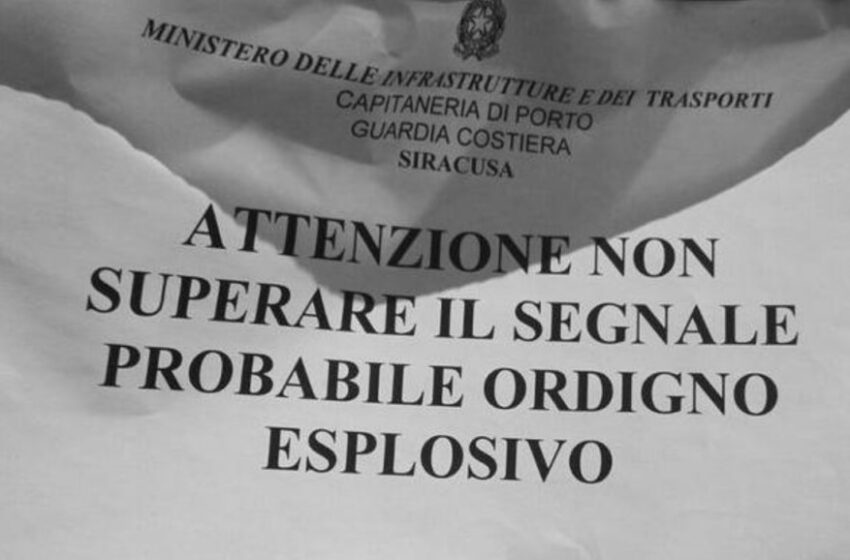 MINISTERO DELLE INFRASTRUTTURE E DEI TRASPORTI
CAPITANERIA DI PORTO
GUARDIA COSTIERA
SIRACUSA
ATTENZIONE NON
SUPERARE IL SEGNALE
PROBABILE ORDIGNO
ESPLOSIVO